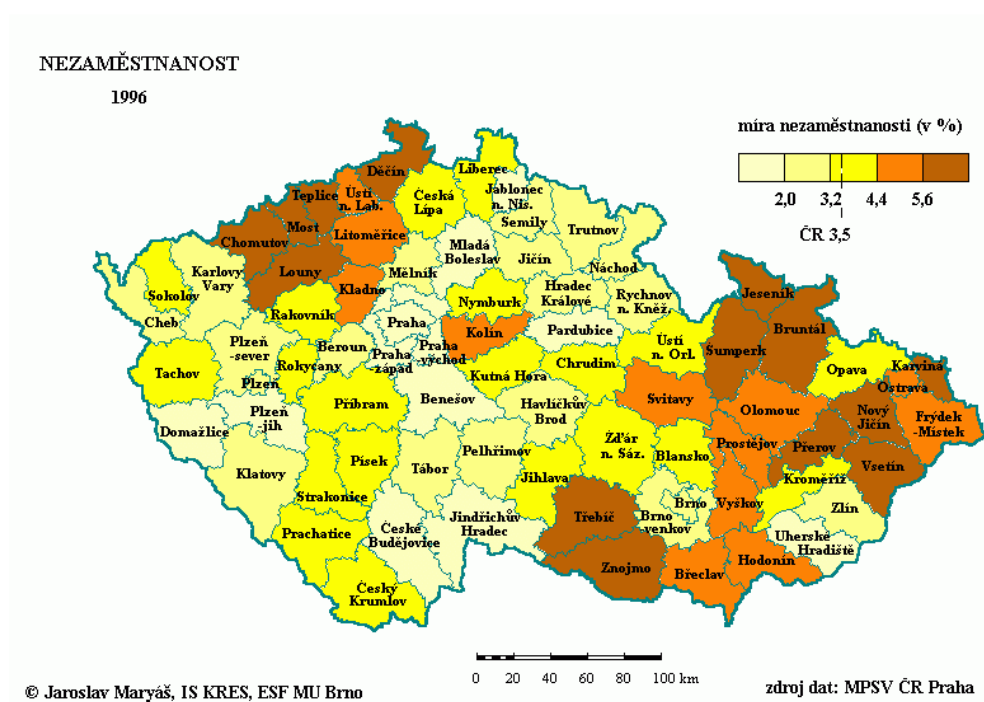 NEZAMĚSTNANOST
1996
míra nezaměstnanosti (v %)
2,0 3,2 4,4 5,6
ČR 3,5
Děčín
Liberec
Teplice
Ústí
n. Lab.
Česká
Lípa
Jablonec
n. Nis.
Semily
Trutnov
Most
Chomutov
Litoměřice
Mladá
Boleslav
Jičín
Náchod
Louny
Karlovy
Vary
Mělník
Kladno
Sokolov
Nymburk
Hradec
Králové
Rychnov
n. Kněž.
Jeseník
Cheb
Rakovník
Praha
Kolín
Pardubice
Bruntál
Plzeň
-sever
Beroun
Praha
-východ
Praha
-západ
Ústí
n. Orl.
Šumperk
Tachov
Rokycany
Chrudim
Opava
Karviná
Plzeň
Kutná Hora
Ostrava
Příbram
Benešov
Havlíčkův
Brod
Svitavy
Olomouc
Nový
Jičín
Frýdek
-Místek
Plzeň
-jih
Domažlice
Žďár
n. Sáz.
Prostějov
Přerov
Pelhřimov
Blansko
Písek
Tábor
Vsetín
Klatovy
Jihlava
Kroměříž
Strakonice
Brno
Vyškov
Zlín
Brno
venkov
Třebíč
Jindřichův
Hradec
České
Budějovice
Prachatice
Uherské
Hradiště
Hodonín
Znojmo
Břeclav
Český
Krumlov
0 20 40 60 80 100 km
© Jaroslav Maryáš, IS KRES, ESF MU Brno
zdroj dat: MPSV ČR Praha